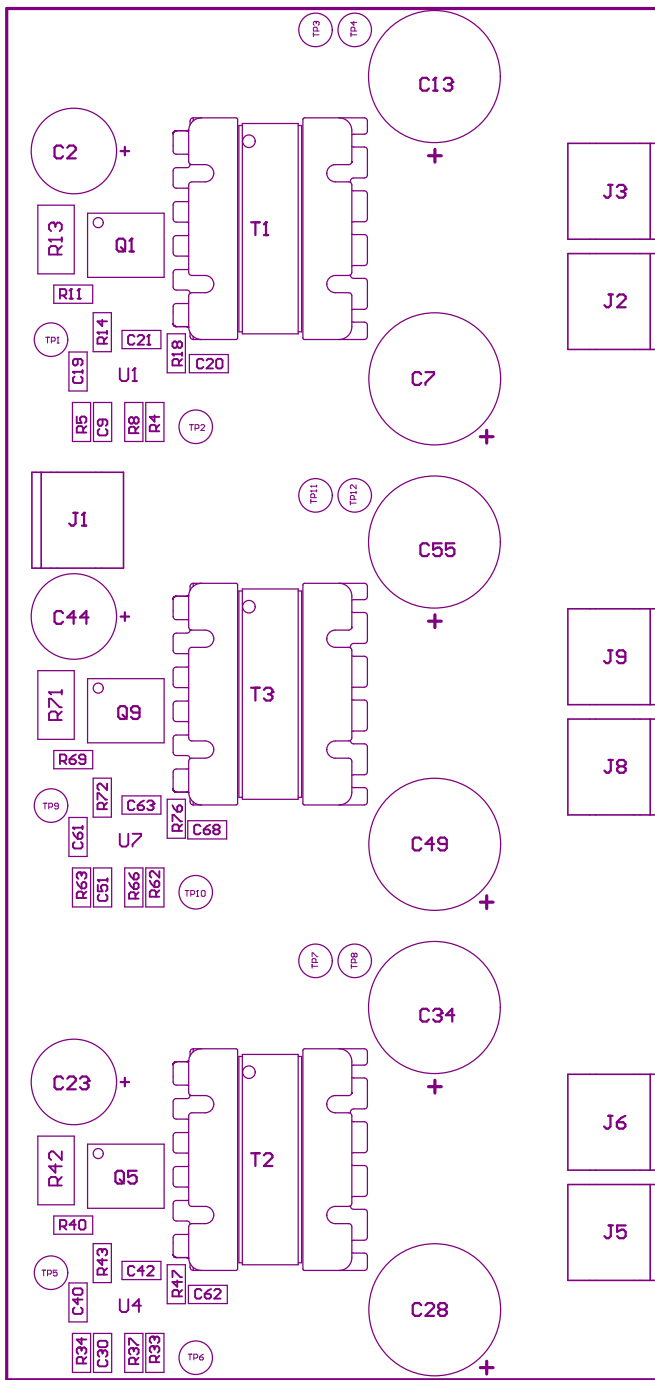 TP3 TP4
C13
+
C2 +
J3
R13 Q1 T1
R11
J2
TP1 R14 C21 R18 C20
C19 U1
C7
R5 C9 R8 R4 TP2
+
TP11 TP12
J1
C55
C44 +
+
J9
R71 Q9 T3
R69
J8
TP9 R72 C63 R76 C68
C61 U7
C49
R63 C51 R66 R62 TP10
+
TP7 TP8
C34
C23 +
+
J6
R42 Q5 T2
R40
J5
TP5 R43 C42 R47 C62
C40 U4
C28
R34 C30 R37 R33 TP6
+